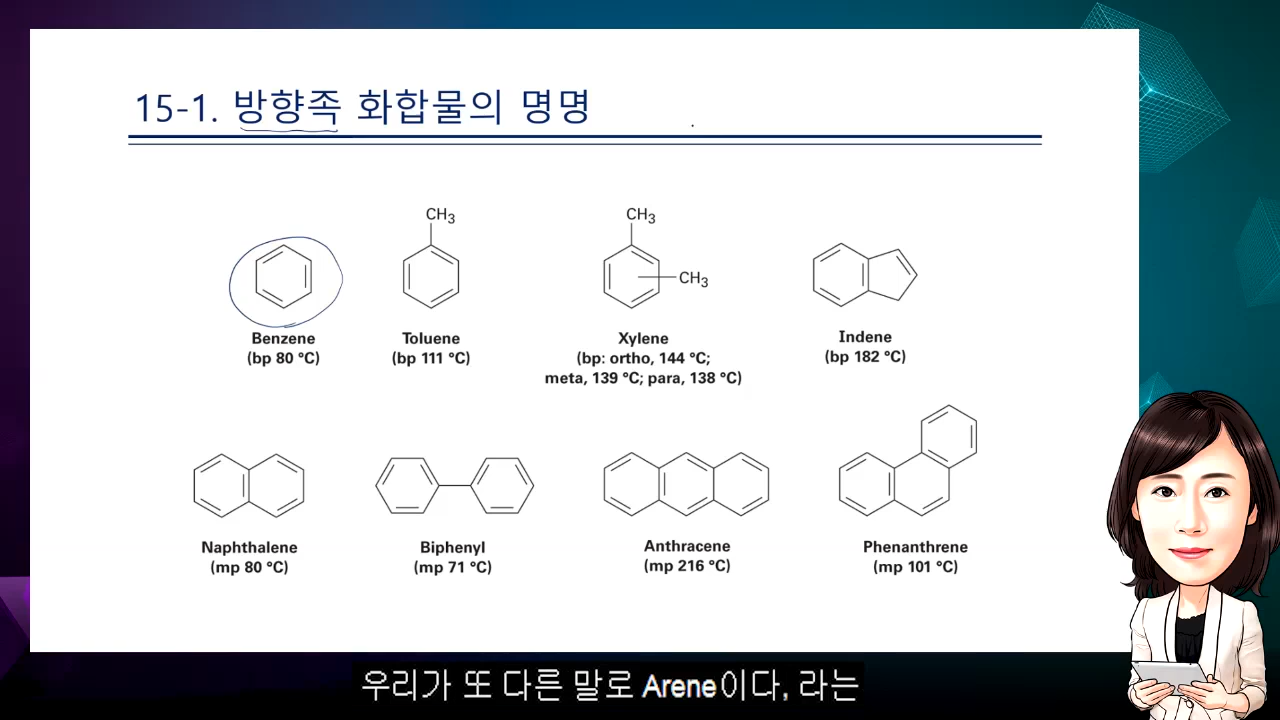 15-1. 방향족 화합물의 명명
CH3
CH3
CH3
Benzene
(bp 80 °C)
Toluene
(bp 111 °C)
Xylene
(bp: ortho, 144 °C;
meta, 139 °C; para, 138 °C)
Indene
(bp 182 °C)
Naphthalene
(mp 80 °C)
Biphenyl
(mp 71 °C)
Anthracene
(mp 216 °C)
Phenanthrene
(mp 101 °C)
우리가 또 다른 말로 Arene이다, 라는